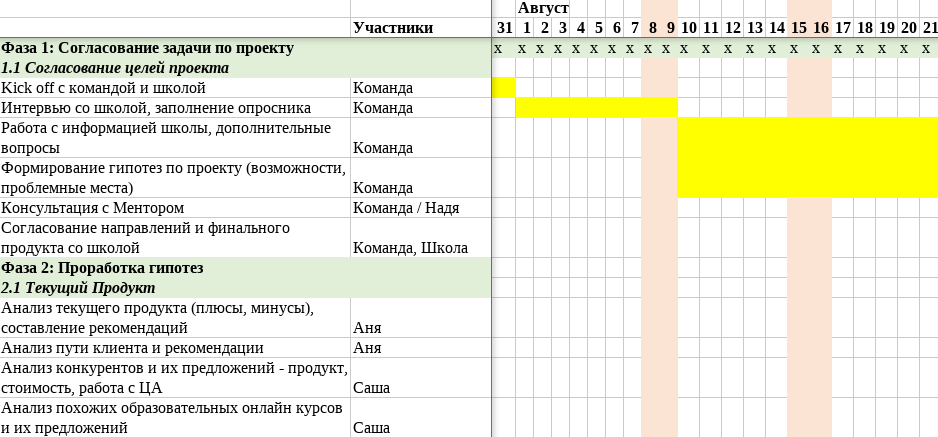 Август
Участники 31 1 2 3 4 5 6 7 8 9 10 11 12 13 14 15 16 17 18 19 20 21
Фаза 1: Согласование задачи по проекту x x x x x x x x x x x x x x x x x x x x x x
1.1 Согласование целей проекта
Kick off с командой и школой Команда
Интервью со школой, заполнение опросника Команда
Работа с информацией школы, дополнительные
вопросы Команда
Формирование гипотез по проекту (возможности,
проблемные места) Команда
Консультация с Ментором Команда / Надя
Согласование направлений и финального
продукта со школой Команда, Школа
Фаза 2: Проработка гипотез
2.1 Текущий Продукт
Анализ текущего продукта (плюсы, минусы),
составление рекомендаций Аня
Анализ пути клиента и рекомендации Аня
Анализ конкурентов и их предложений - продукт,
стоимость, работа с ЦА Саша
Анализ похожих образовательных онлайн курсов
и их предложений Саша